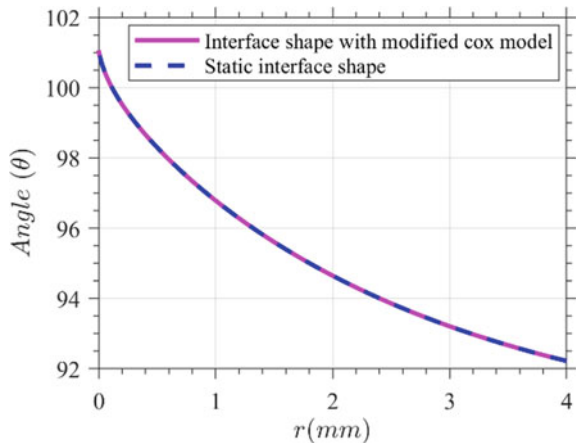 102
100
98
96
94
92
Angle (θ)
Interface shape with modified cox model
Static interface shape
0 1 2 3 4
r(mm)